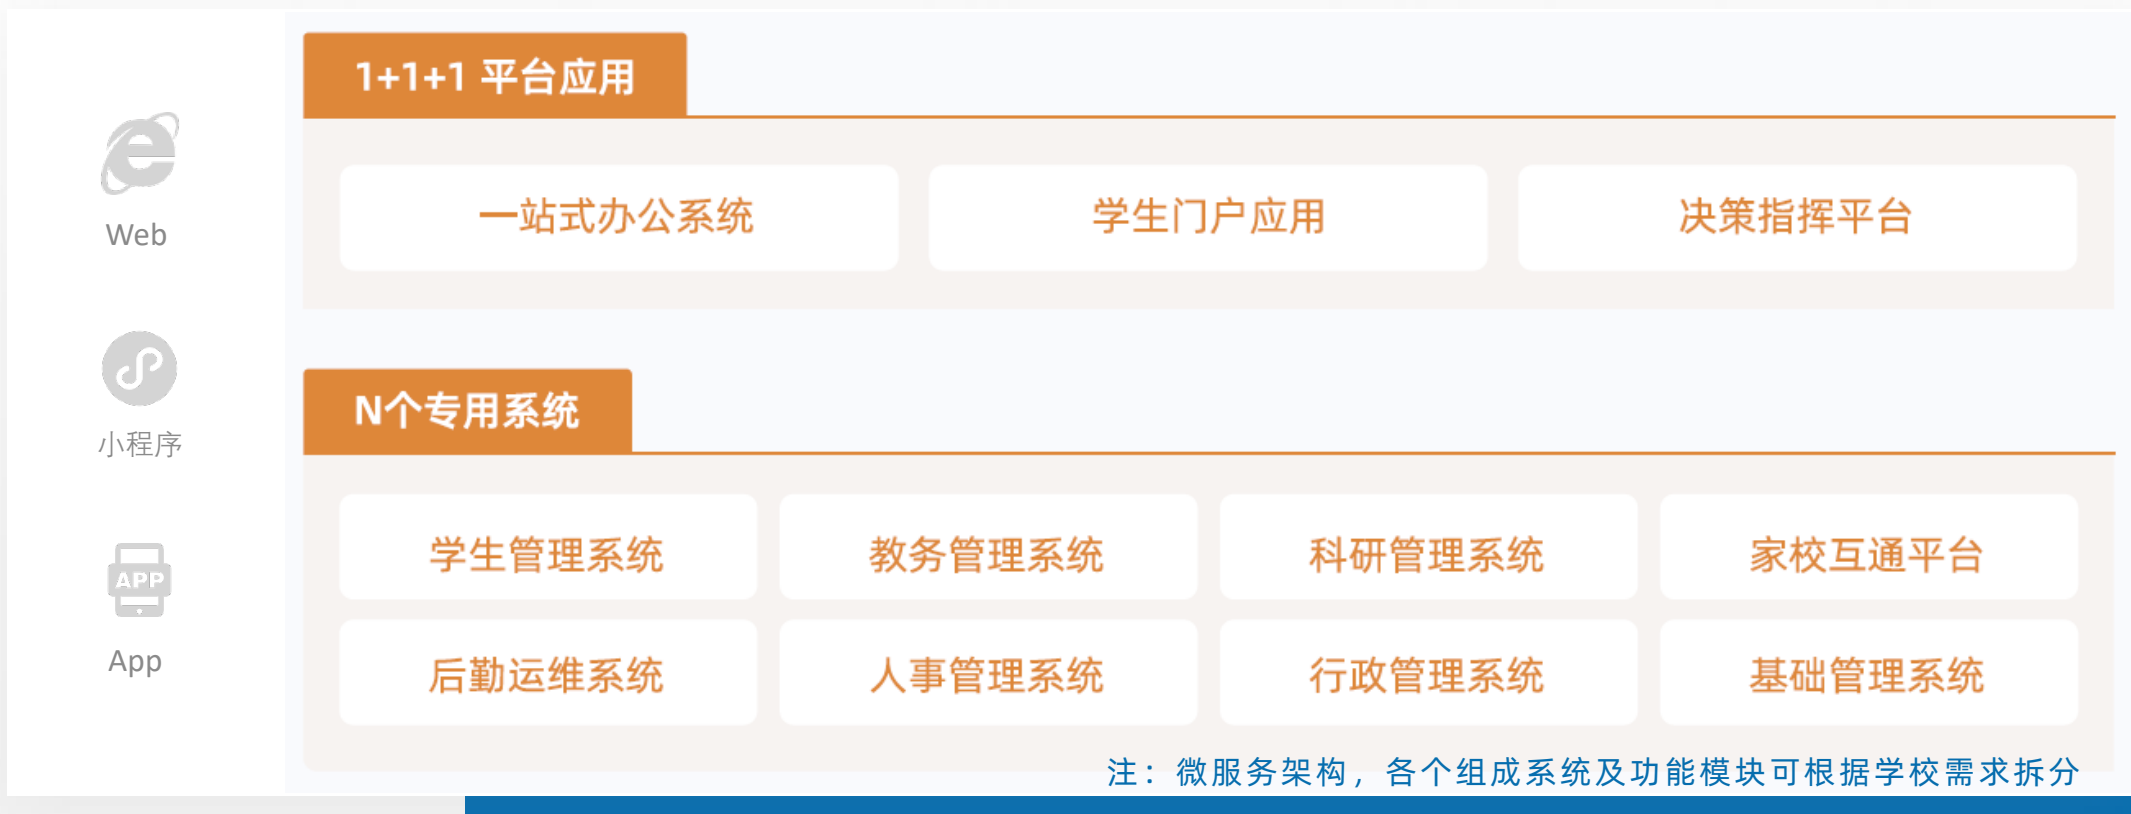 1+1+1 平台应用
一站式办公系统
学生门户应用
决策指挥平台
Web
小程序
APP
App
N个专用系统
学生管理系统
教务管理系统
科研管理系统
家校互通平台
后勤运维系统
人事管理系统
行政管理系统
基础管理系统
注：微服务架构，各个组成系统及功能模块可根据学校需求拆分